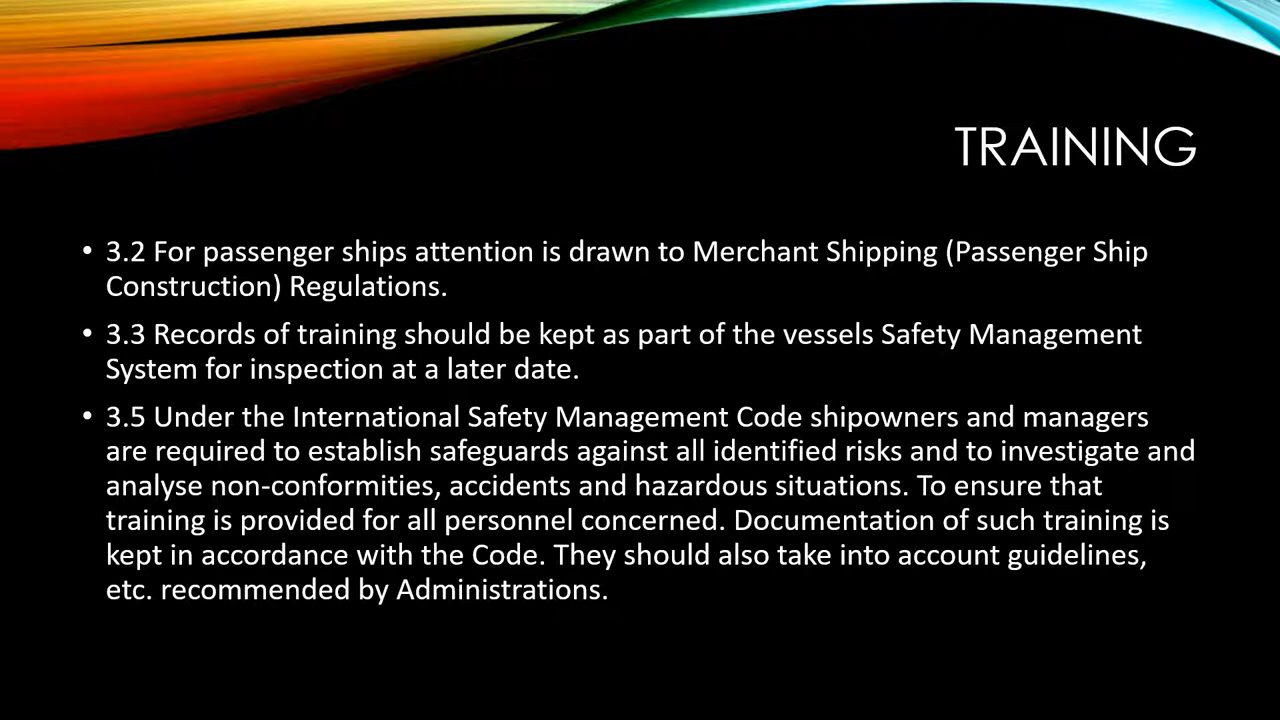 TRAINING
• 3.2 For passenger ships attention is drawn to Merchant Shipping (Passenger Ship
Construction) Regulations.
• 3.3 Records of training should be kept as part of the vessels Safety Management
System for inspection at a later date.
• 3.5 Under the International Safety Management Code shipowners and managers
are required to establish safeguards against all identified risks and to investigate and
analyse non-conformities, accidents and hazardous situations. To ensure that
training is provided for all personnel concerned. Documentation of such training is
kept in accordance with the Code. They should also take into account guidelines,
etc. recommended by Administrations.